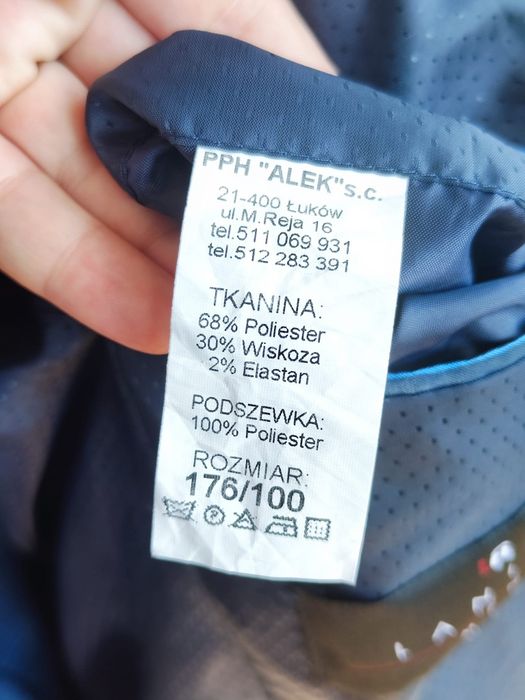 PPH "ALEK"s.c.
21-400 Łuków
ul.M.Reja 16
tel.511 069 931
tel.512 283 391
TKANINA:
68% Poliester
30% Wiskoza
2% Elastan
PODSZEWKA:
100% Poliester
ROZMIAR:
176/100